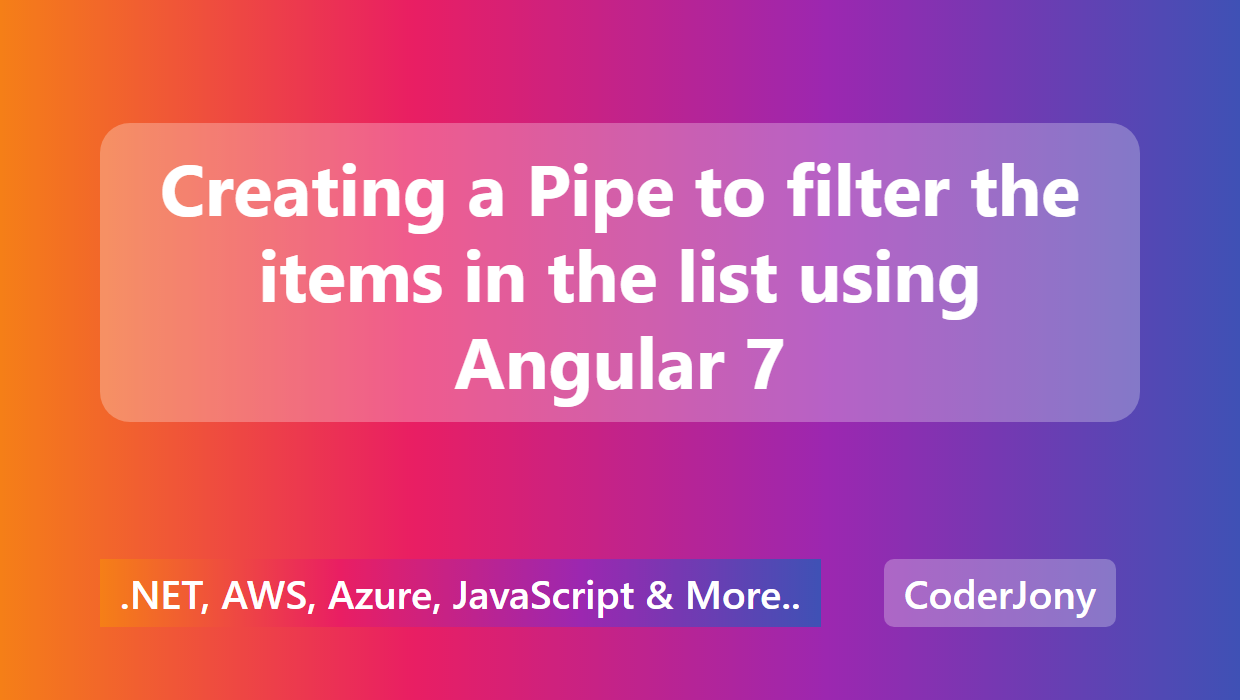 Creating a Pipe to filter the
items in the list using
Angular 7
.NET, AWS, Azure, JavaScript & More..
CoderJony